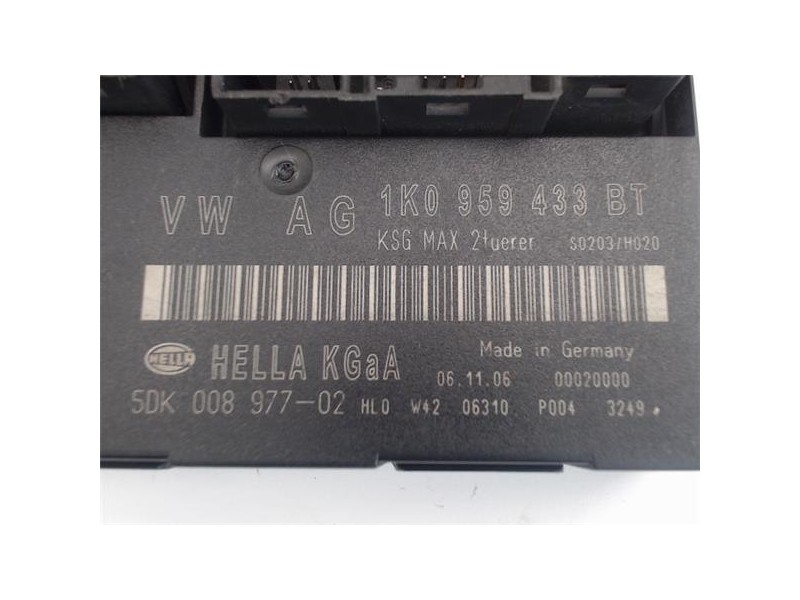 VW AG 1K0 959 433 BT
KSG MAX 2tuerer S0203/H020
HELLA HELLA KGaA Made in Germany
06.11.06 00020000
5DK 008 977-02 HL0 W42 06310 P004 3249